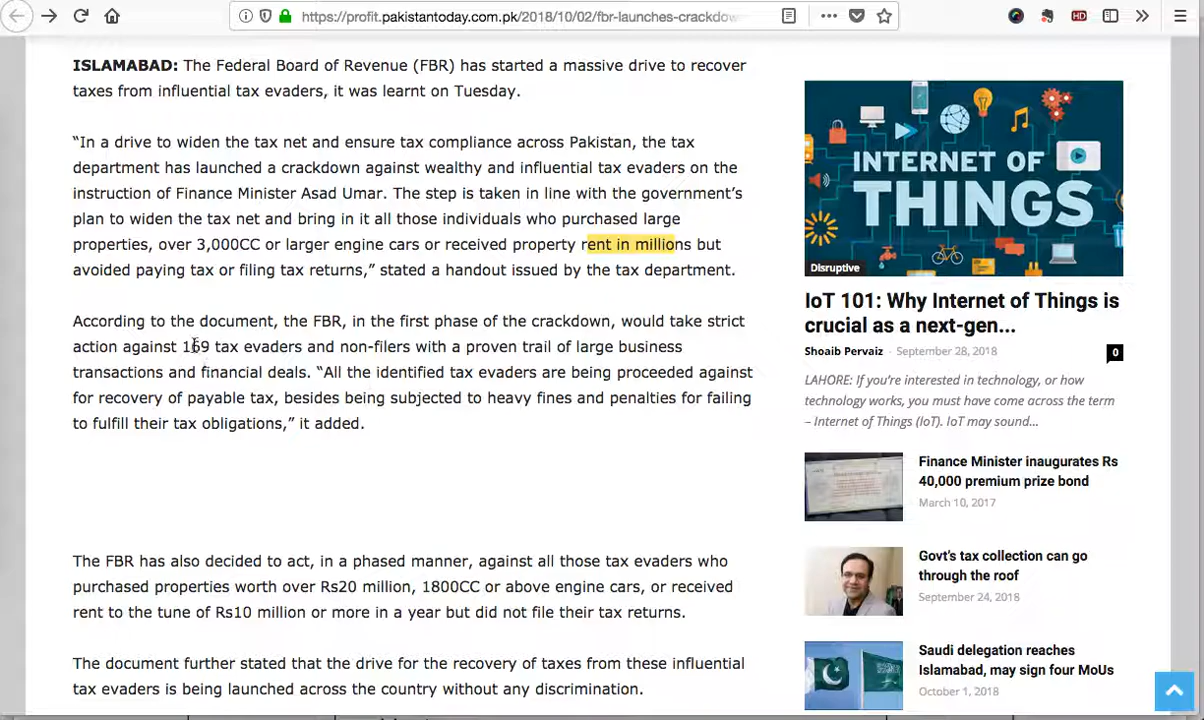 https://profit.pakistantoday.com.pk/2018/10/02/fbr-launches-crackdow
HD
ISLAMABAD: The Federal Board of Revenue (FBR) has started a massive drive to recover
taxes from influential tax evaders, it was learnt on Tuesday.
“In a drive to widen the tax net and ensure tax compliance across Pakistan, the tax
department has launched a crackdown against wealthy and influential tax evaders on the
instruction of Finance Minister Asad Umar. The step is taken in line with the government’s
plan to widen the tax net and bring in it all those individuals who purchased large
properties, over 3,000CC or larger engine cars or received property rent in millions but
avoided paying tax or filing tax returns,” stated a handout issued by the tax department.
According to the document, the FBR, in the first phase of the crackdown, would take strict
action against 169 tax evaders and non-filers with a proven trail of large business
transactions and financial deals. “All the identified tax evaders are being proceeded against
for recovery of payable tax, besides being subjected to heavy fines and penalties for failing
to fulfill their tax obligations,” it added.
The FBR has also decided to act, in a phased manner, against all those tax evaders who
purchased properties worth over Rs20 million, 1800CC or above engine cars, or received
rent to the tune of Rs10 million or more in a year but did not file their tax returns.
The document further stated that the drive for the recovery of taxes from these influential
tax evaders is being launched across the country without any discrimination.
INTERNET OF
THINGS
Disruptive
IoT 101: Why Internet of Things is
crucial as a next-gen...
Shoaib Pervaiz - September 28, 2018 0
LAHORE: If you’re interested in technology, or how
technology works, you must have come across the term
– Internet of Things (IoT). IoT may sound...
Finance Minister inaugurates Rs
40,000 premium prize bond
March 10, 2017
Govt’s tax collection can go
through the roof
September 24, 2018
Saudi delegation reaches
Islamabad, may sign four MoUs
October 1, 2018